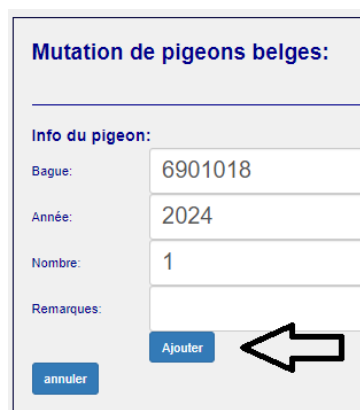 Mutation de pigeons belges:
Info du pigeon:
Bague: 6901018
Année: 2024
Nombre: 1
Remarques:
Ajouter
annuler